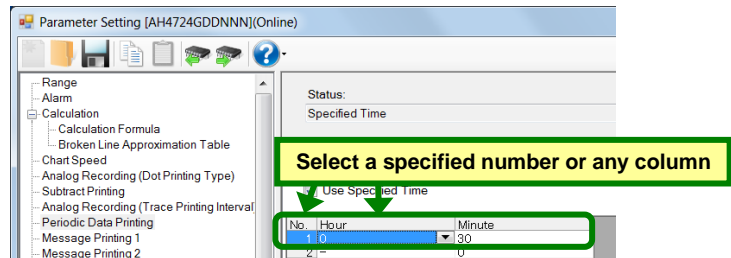 Parameter Setting [AH4724GDDNNN](Online)
Range
Alarm
Calculation
Calculation Formula
Broken Line Approximation Table
Chart Speed
Analog Recording (Dot Printing Type)
Subtract Printing
Analog Recording (Trace Printing Interval
Periodic Data Printing
Message Printing 1
Message Printing 2
Status:
Specified Time
Select a specified number or any column
Use Specified Time
No. Hour Minute
1 0 30
2 – 0